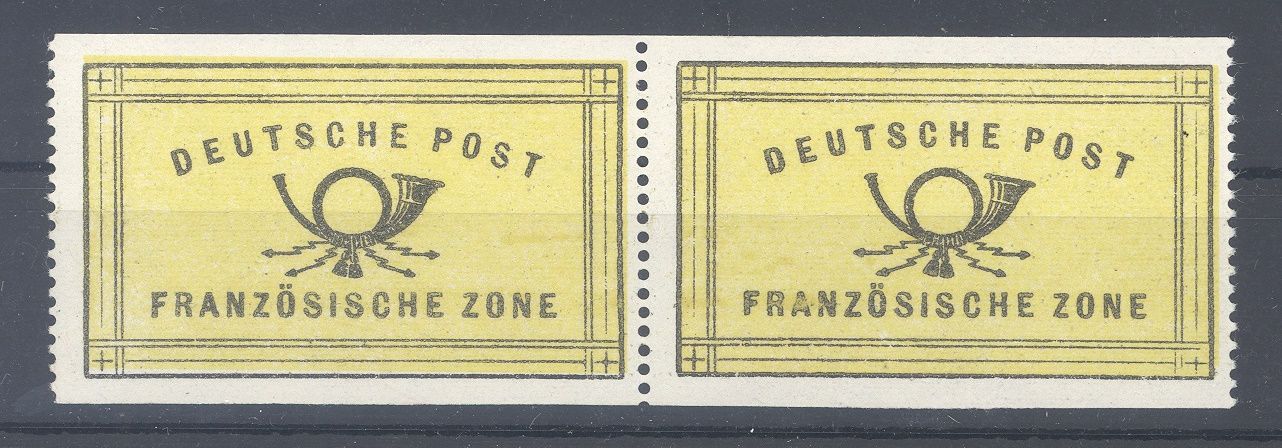 DEUTSCHE POST
FRANZÖSISCHE ZONE
DEUTSCHE POST
FRANZÖSISCHE ZONE